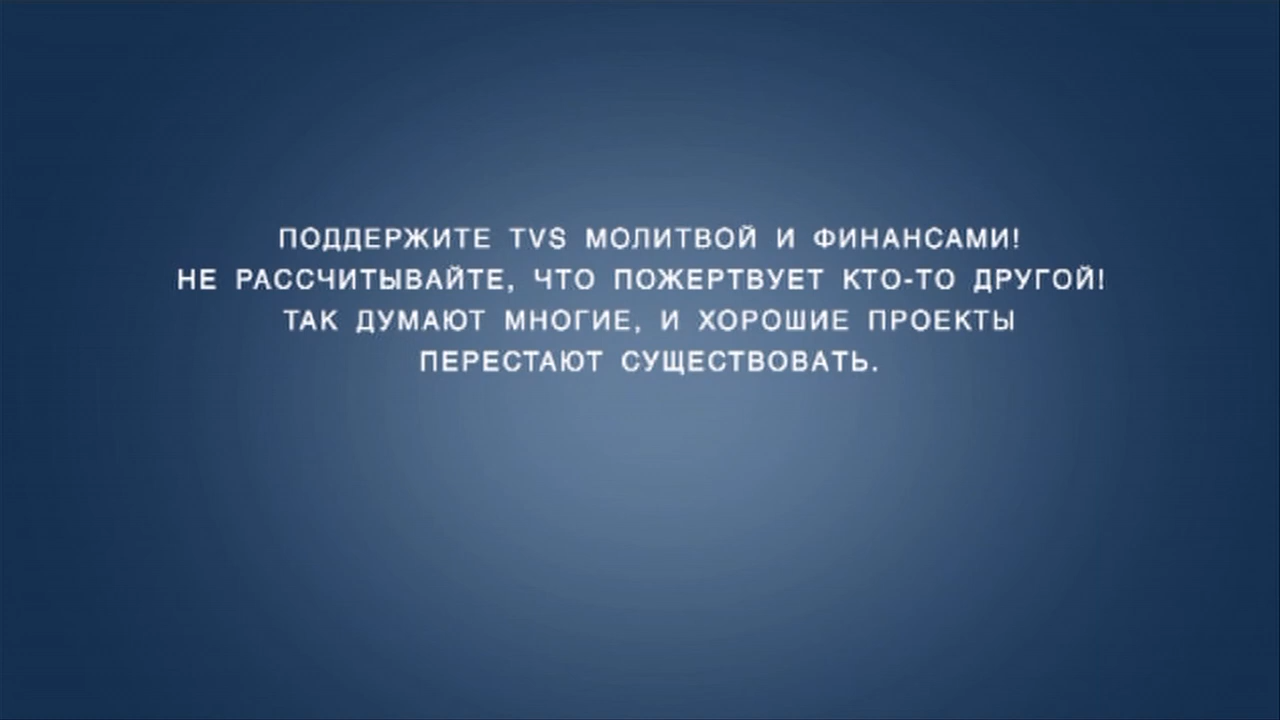 ПОДДЕРЖИТЕ TVS МОЛИТВОЙ И ФИНАНСАМИ!
НЕ РАССЧИТЫВАЙТЕ, ЧТО ПОЖЕРТВУЕТ КТО-ТО ДРУГОЙ!
ТАК ДУМАЮТ МНОГИЕ, И ХОРОШИЕ ПРОЕКТЫ
ПЕРЕСТАЮТ СУЩЕСТВОВАТЬ.